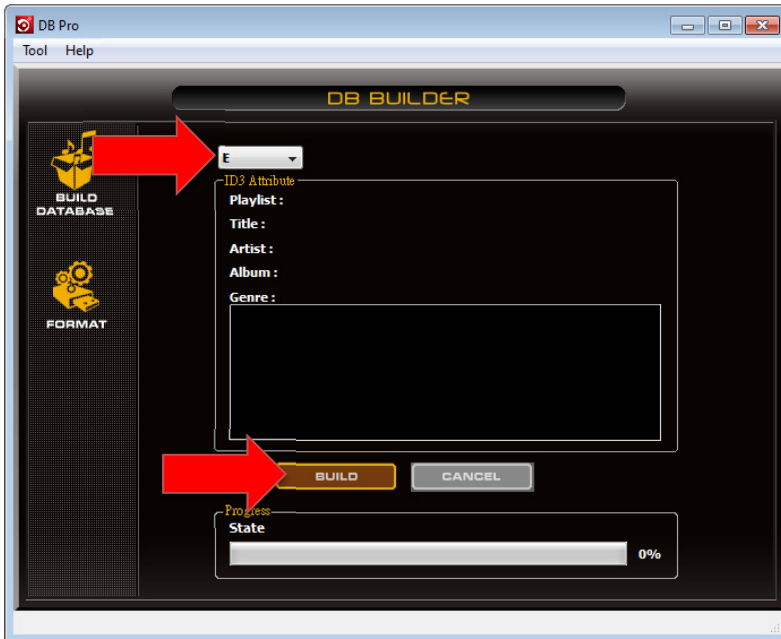 DB Pro
Tool Help
DB BUILDER
E
BUILD
DATABASE
FORMAT
ID3 Attribute
Playlist :
Title :
Artist :
Album :
Genre :
BUILD CANCEL
Progress
State
0%